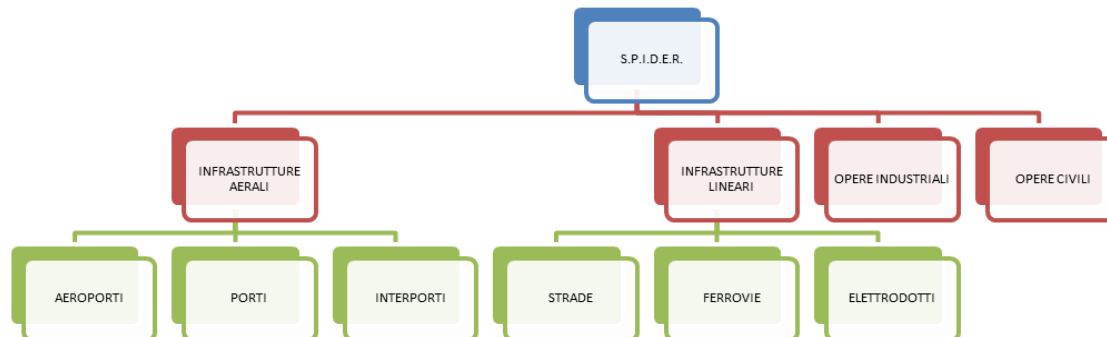 S.P.I.D.E.R.
INFRASTRUTTURE
AERALI
INFRASTRUTTURE
LINEARI
OPERE INDUSTRIALI
OPERE CIVILI
AEROPORTI
PORTI
INTERPORTI
STRADE
FERROVIE
ELETTRODOTTI